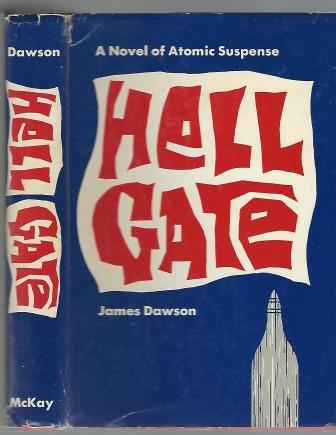 Dawson
HELL
GATE
McKay
A Novel of Atomic Suspense
HeLL
GATe
James Dawson